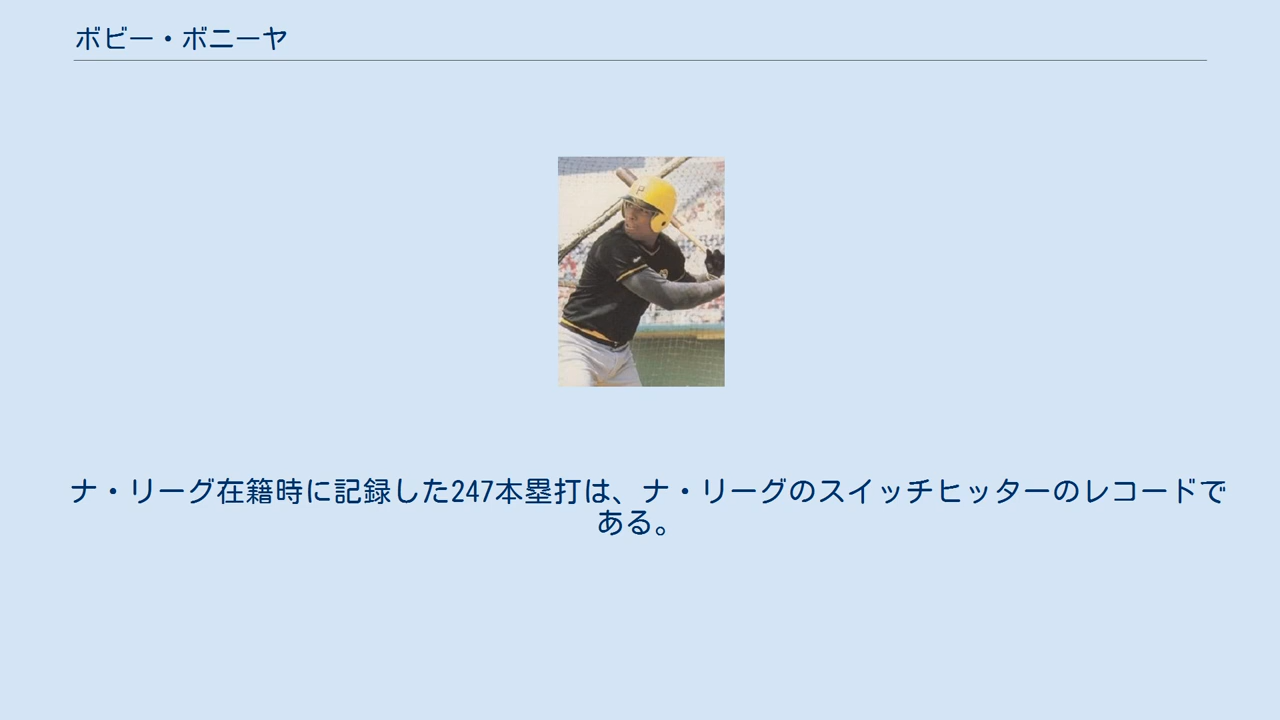 ボビー・ボニーヤ
ナ・リーグ在籍時に記録した247本塁打は、ナ・リーグのスイッチヒッターのレコードで
ある。